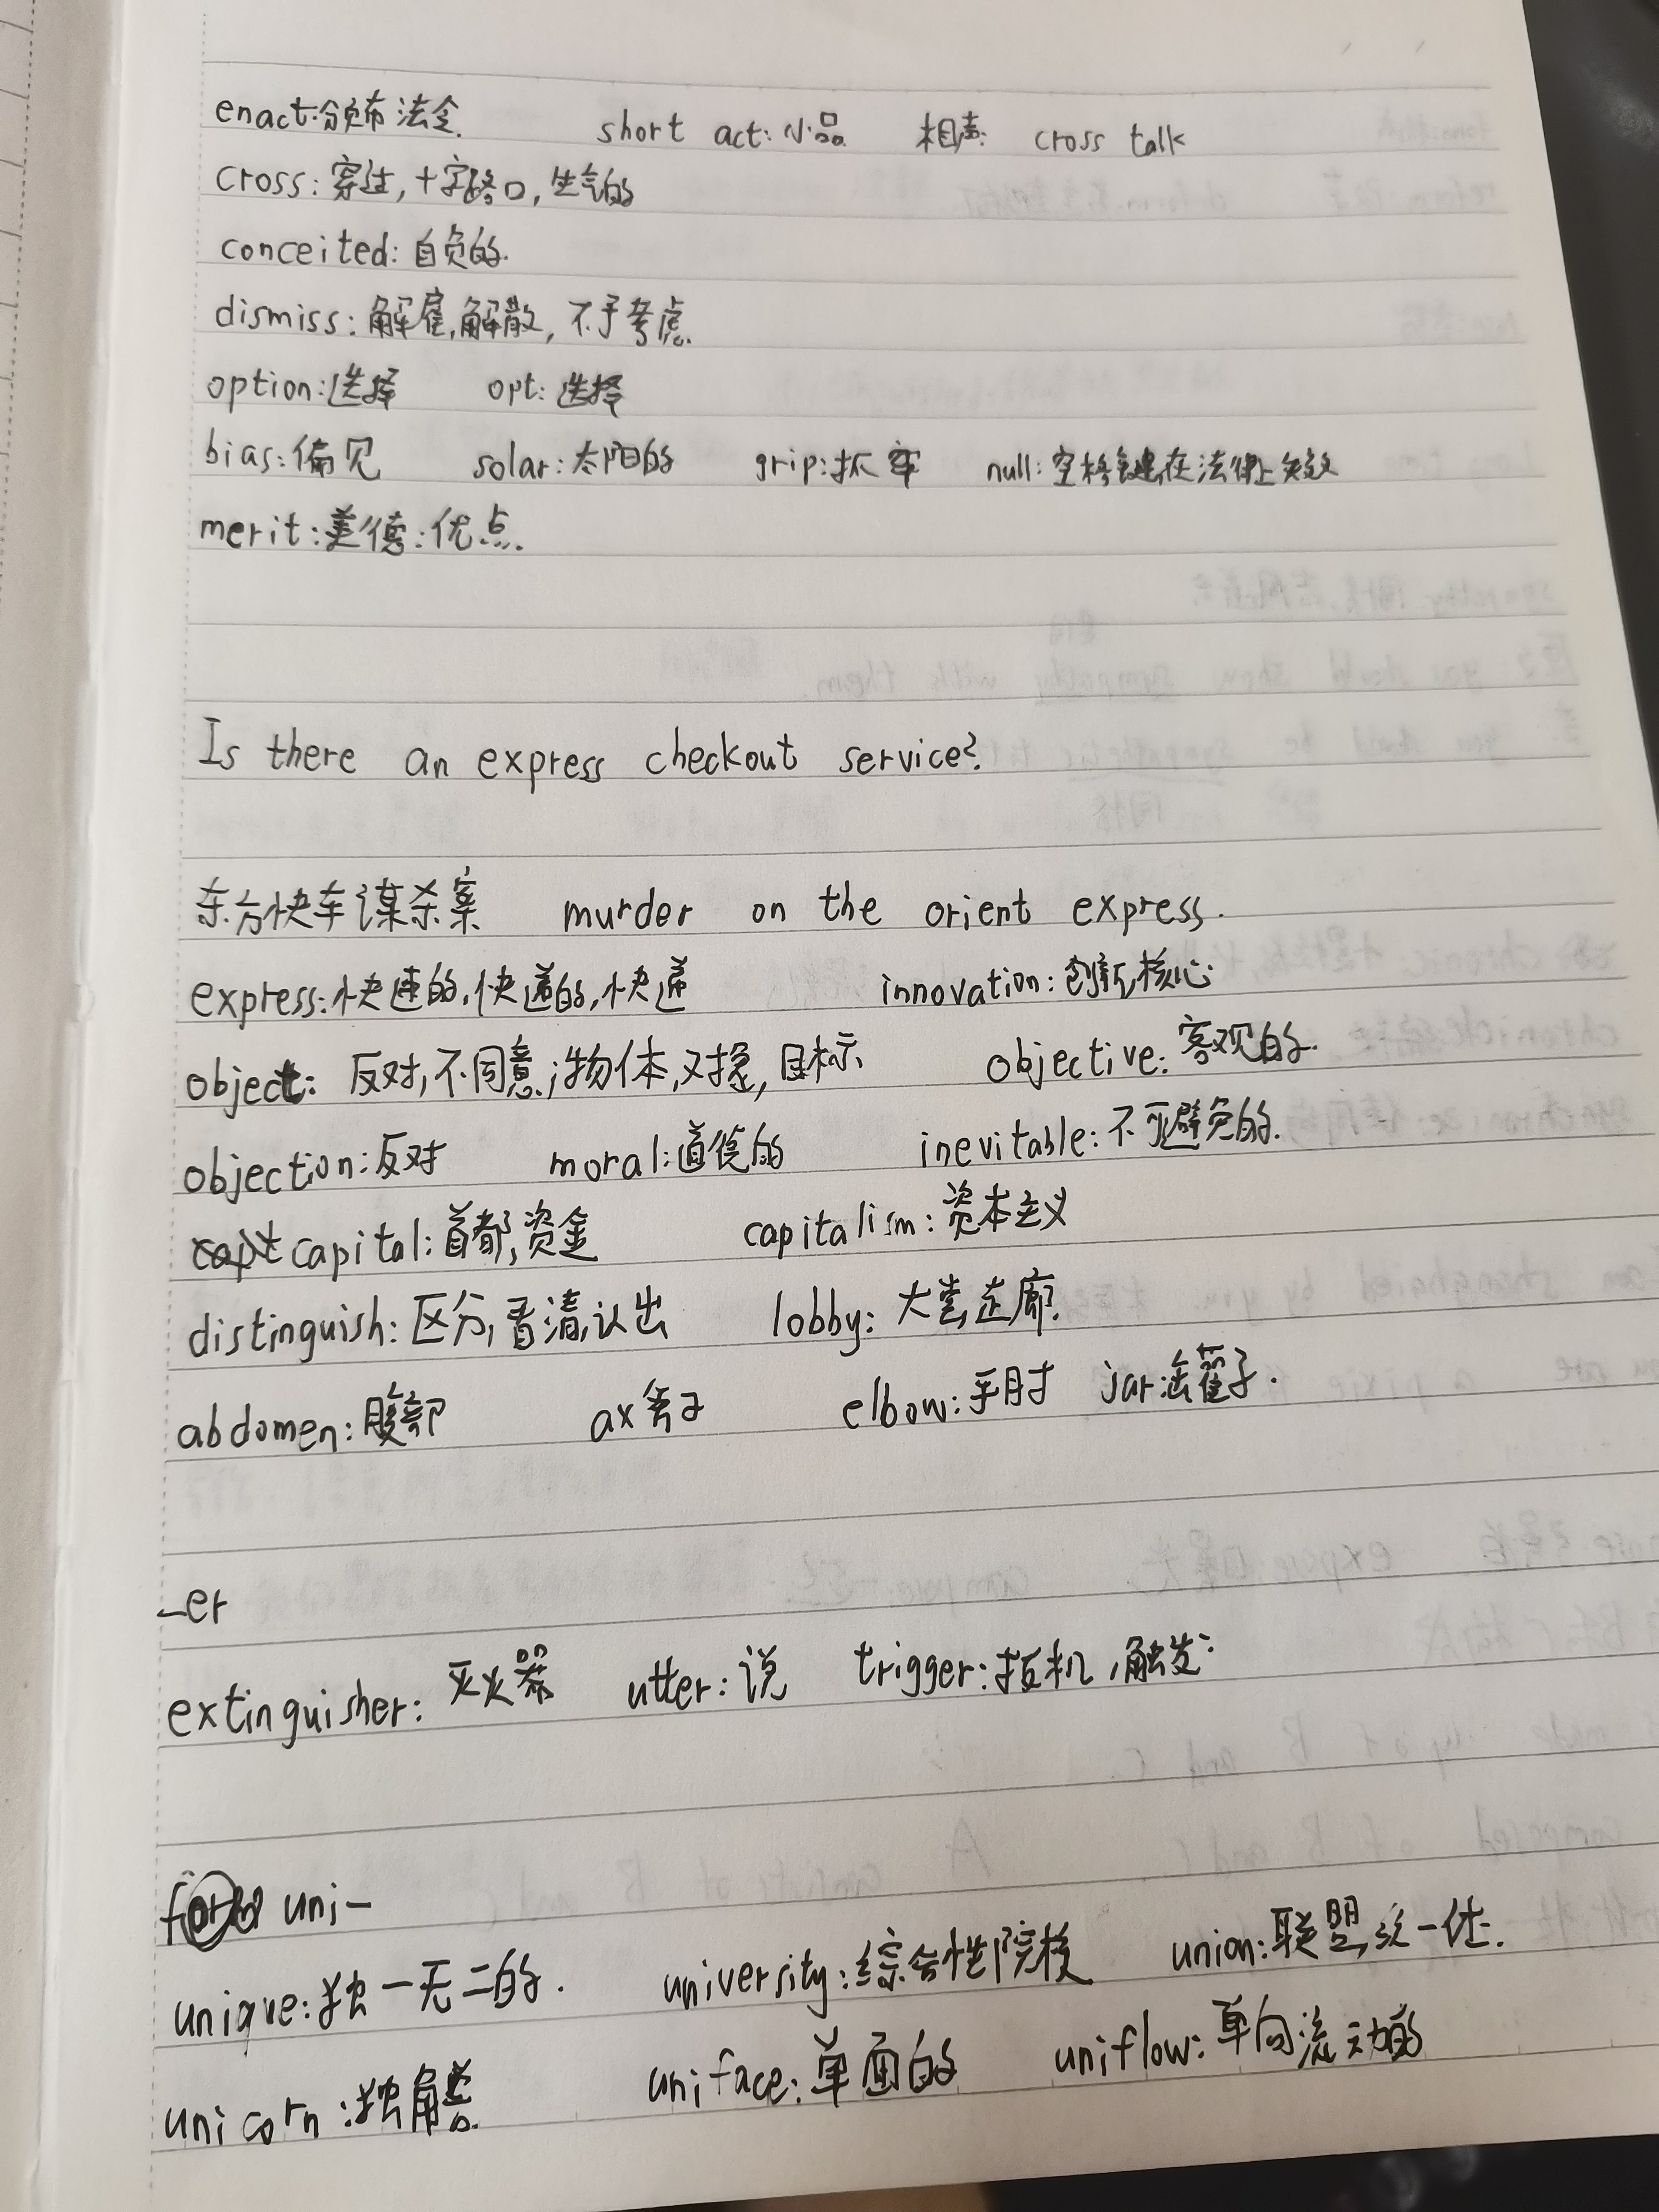 enact:颁布法令. short act:小品 相声: cross talk
cross:穿过,十字路口,生气的
conceited:自负的.
dismiss:解雇,解散,不予考虑.
option:选择 opt:选择
bias:偏见 solar:太阳的 grip:抓牢 null:空格键,在法律上失效
merit:美德:优点.
Is there an express checkout service?
东方快车谋杀案 murder on the orient express.
express:快速的,快递的,快递 innovation:创新,核心
object: 反对,不同意;物体,对象,目标 objective:客观的.
objection:反对 moral:道德的 inevitable:不可避免的.
capital:首都,资金 capitalism:资本主义
distinguish:区分,看清,认出 lobby:大堂,走廊.
abdomen:腹部 ax斧子 elbow:手肘 jar:罐子.
-er
extinguisher:灭火器 utter:说 trigger:扳机,触发
uni-
unique:独一无二的. university:综合性院校 union:联盟,统一体.
unicorn:独角兽. uniface:单面的 uniflow:单向流动的